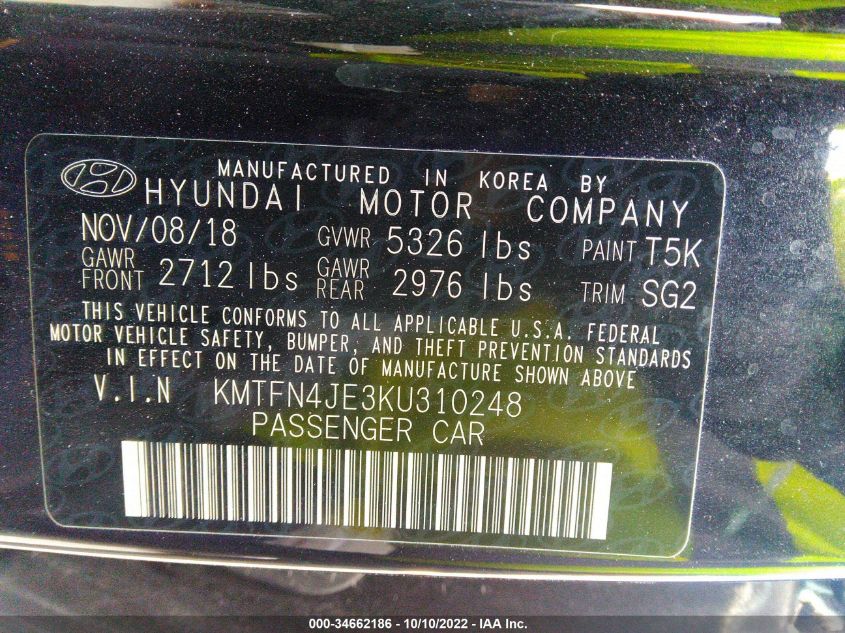 MANUFACTURED IN KOREA BY
HYUNDAI MOTOR COMPANY
NOV/08/18 GVWR 5326 lbs PAINT T5K
GAWR FRONT 2712 lbs GAWR REAR 2976 lbs TRIM SG2
THIS VEHICLE CONFORMS TO ALL APPLICABLE U.S.A. FEDERAL
MOTOR VEHICLE SAFETY, BUMPER, AND THEFT PREVENTION STANDARDS
IN EFFECT ON THE DATE OF MANUFACTURE SHOWN ABOVE
V.I.N KMTFN4JE3KU310248
PASSENGER CAR
000-34662186 - 10/10/2022 - IAA Inc.